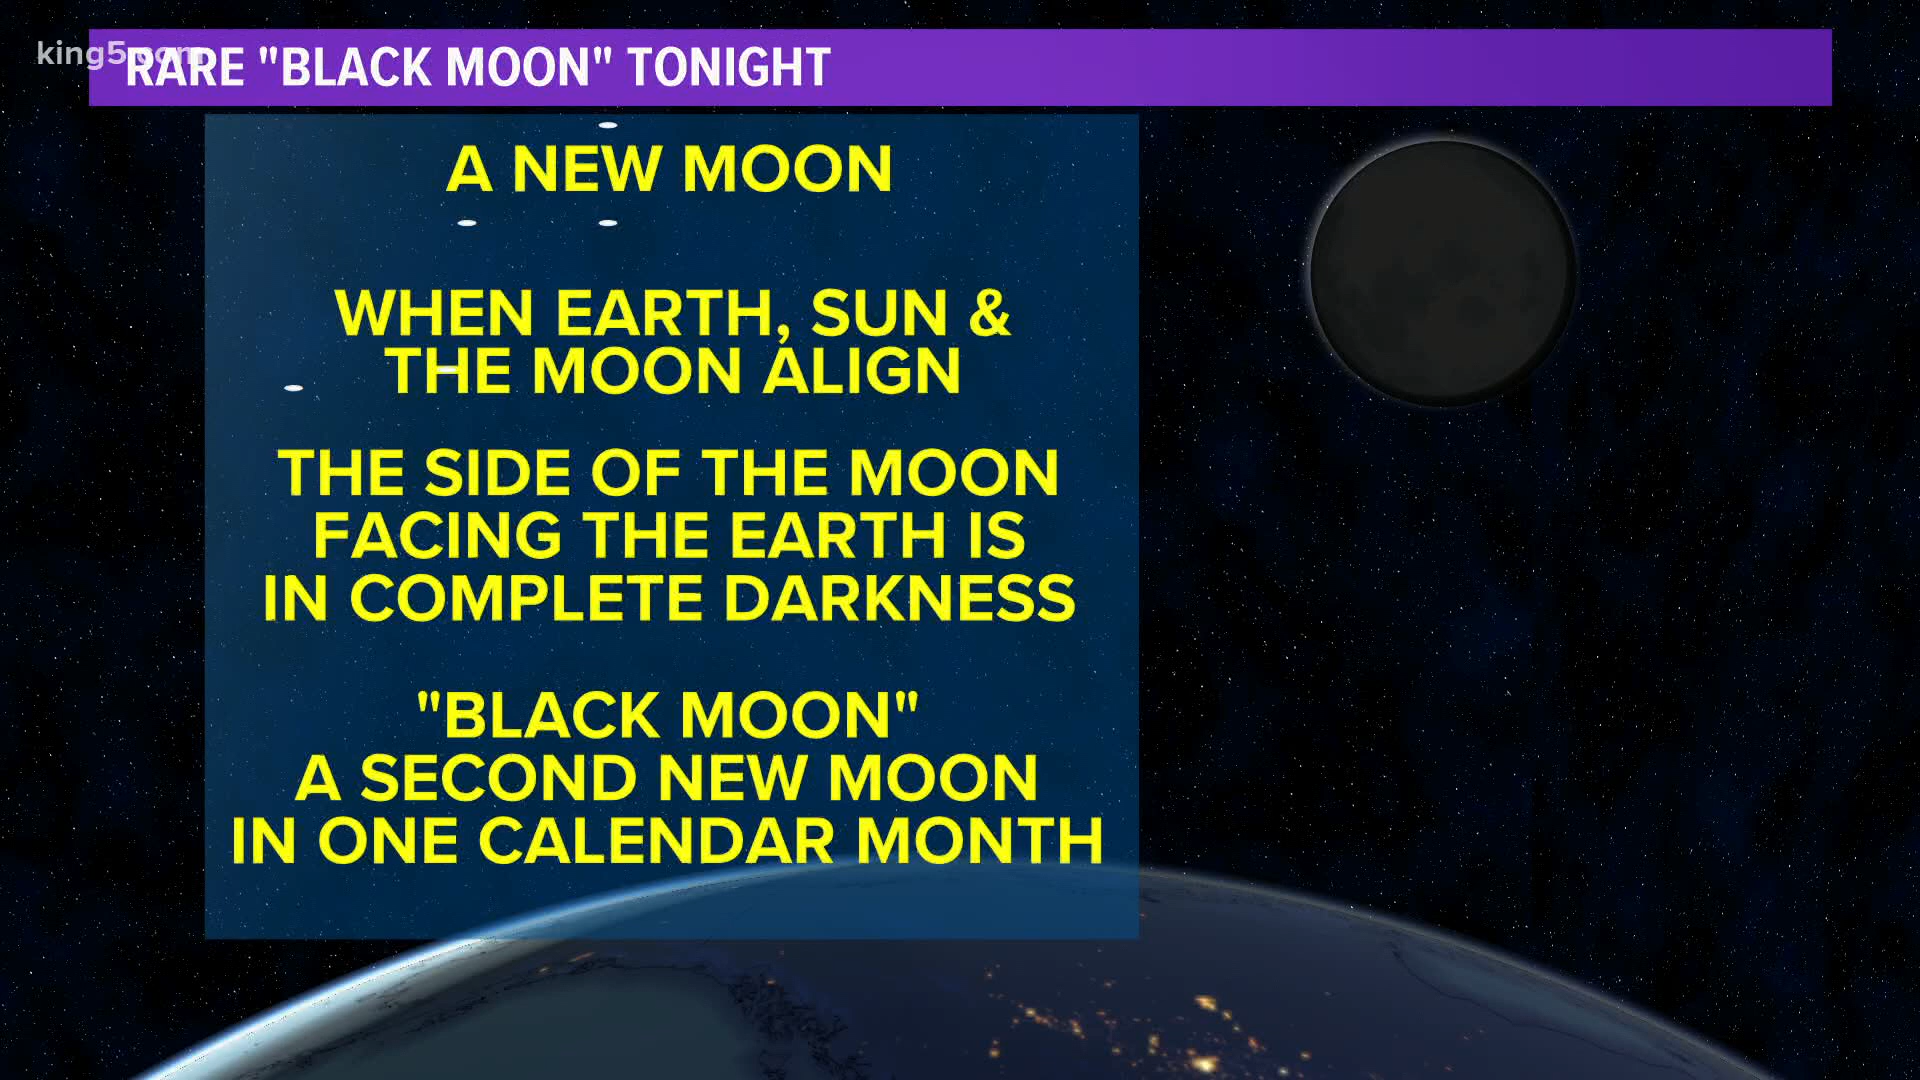 king5.com
RARE "BLACK MOON" TONIGHT
A NEW MOON
WHEN EARTH, SUN &
THE MOON ALIGN
THE SIDE OF THE MOON
FACING THE EARTH IS
IN COMPLETE DARKNESS
"BLACK MOON"
A SECOND NEW MOON
IN ONE CALENDAR MONTH